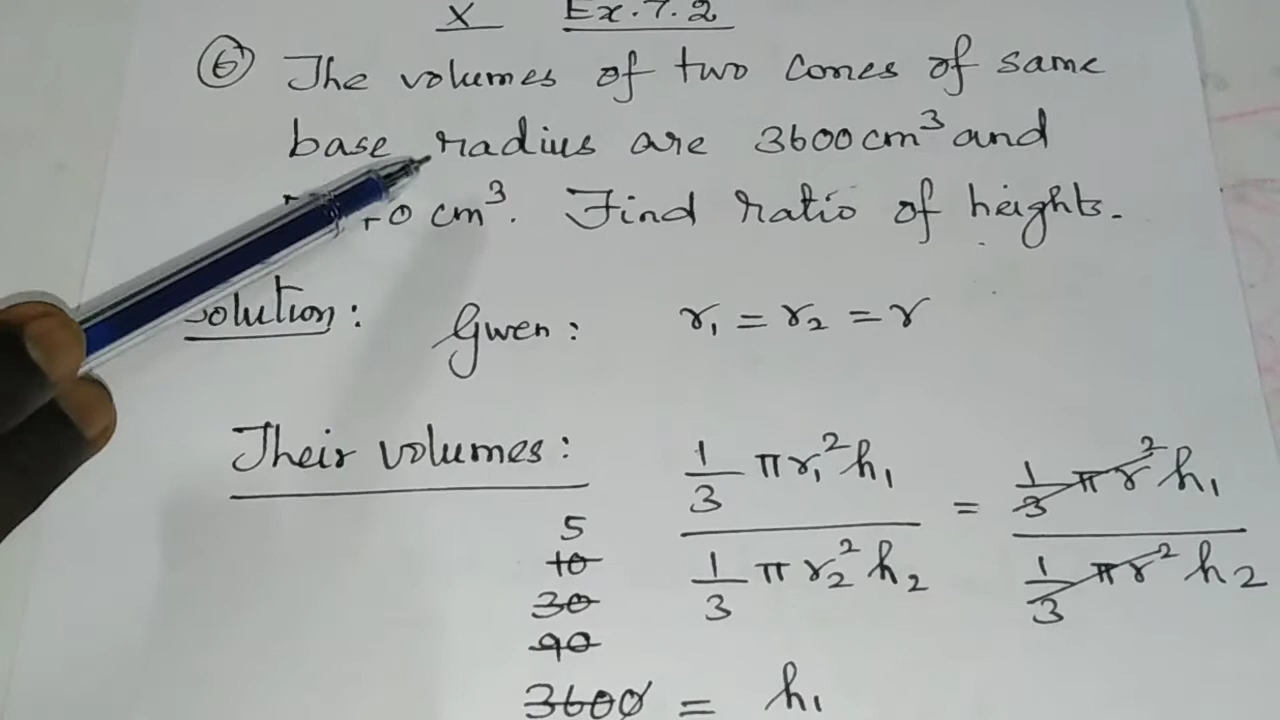 X Ex.7.2
6 The volumes of two cones of same
base radius are 3600 cm³ and
0 cm³. Find ratio of heights.
Solution: Given: r₁ = r₂ = r
Their volumes: 1/3 πr₁²h₁ / 1/3 πr₂²h₂ = 1/3 πr²h₁ / 1/3 πr²h₂
5
10
30
90
3600 = h₁